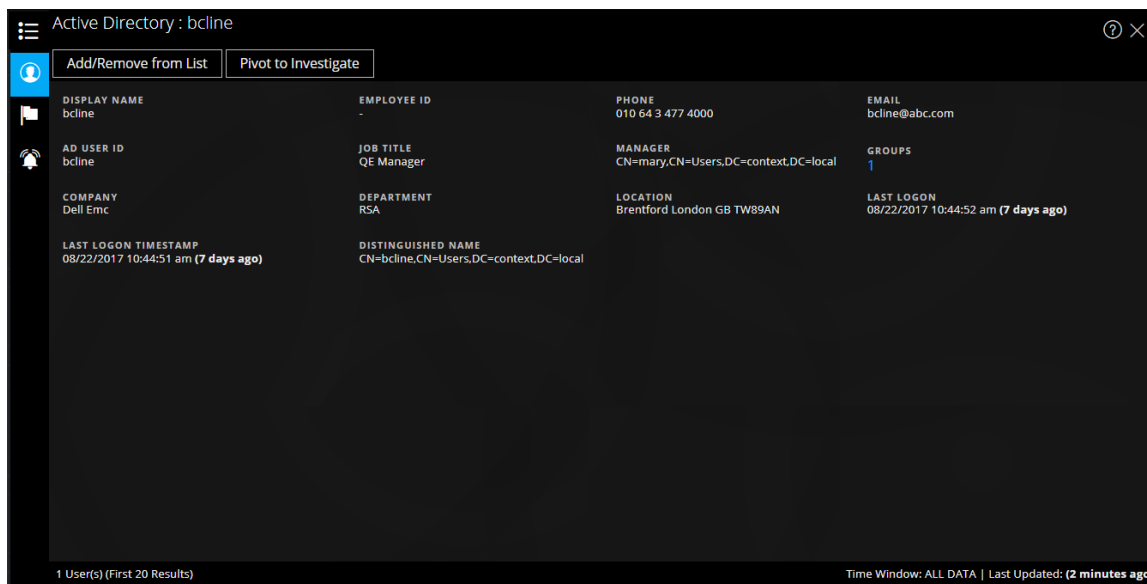 Active Directory : bcline
Add/Remove from List
Pivot to Investigate
DISPLAY NAME
bcline
EMPLOYEE ID
-
PHONE
010 64 3 477 4000
EMAIL
bcline@abc.com
AD USER ID
bcline
JOB TITLE
QE Manager
MANAGER
CN=mary,CN=Users,DC=context,DC=local
GROUPS
1
COMPANY
Dell Emc
DEPARTMENT
RSA
LOCATION
Brentford London GB TW89AN
LAST LOGON
08/22/2017 10:44:52 am (7 days ago)
LAST LOGON TIMESTAMP
08/22/2017 10:44:51 am (7 days ago)
DISTINGUISHED NAME
CN=bcline,CN=Users,DC=context,DC=local
1 User(s) (First 20 Results)
Time Window: ALL DATA | Last Updated: (2 minutes ago